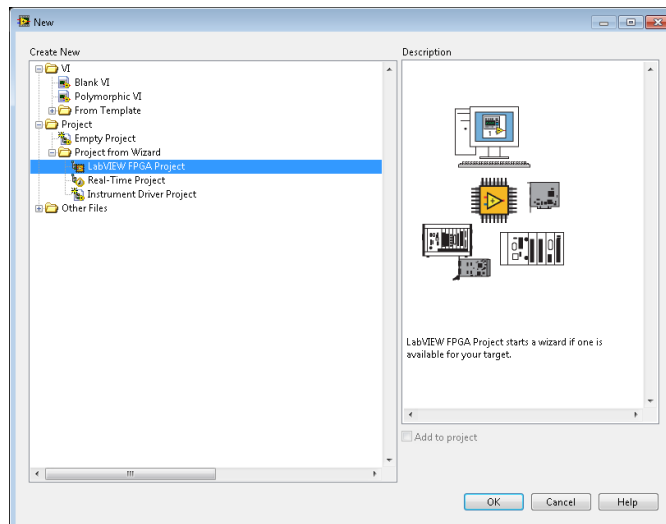 New
Create New
Description
VI
Blank VI
Polymorphic VI
From Template
Project
Empty Project
Project from Wizard
LabVIEW FPGA Project
Real-Time Project
Instrument Driver Project
Other Files
LabVIEW FPGA Project starts a wizard if one is
available for your target.
Add to project
OK
Cancel
Help